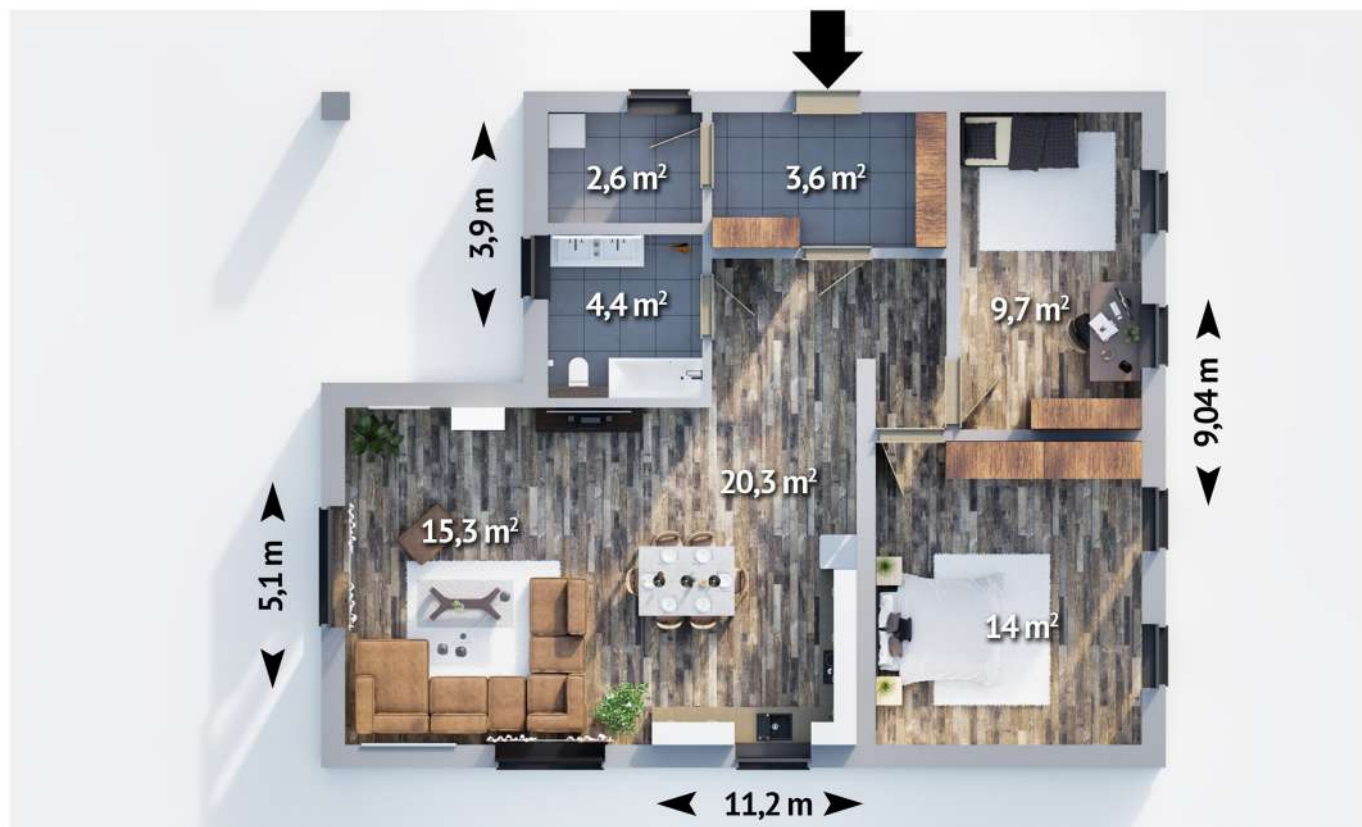 2,6 m²
3,6 m²
3,9 m
4,4 m²
9,7 m²
9,04 m
20,3 m²
15,3 m²
5,1 m
14 m²
11,2 m